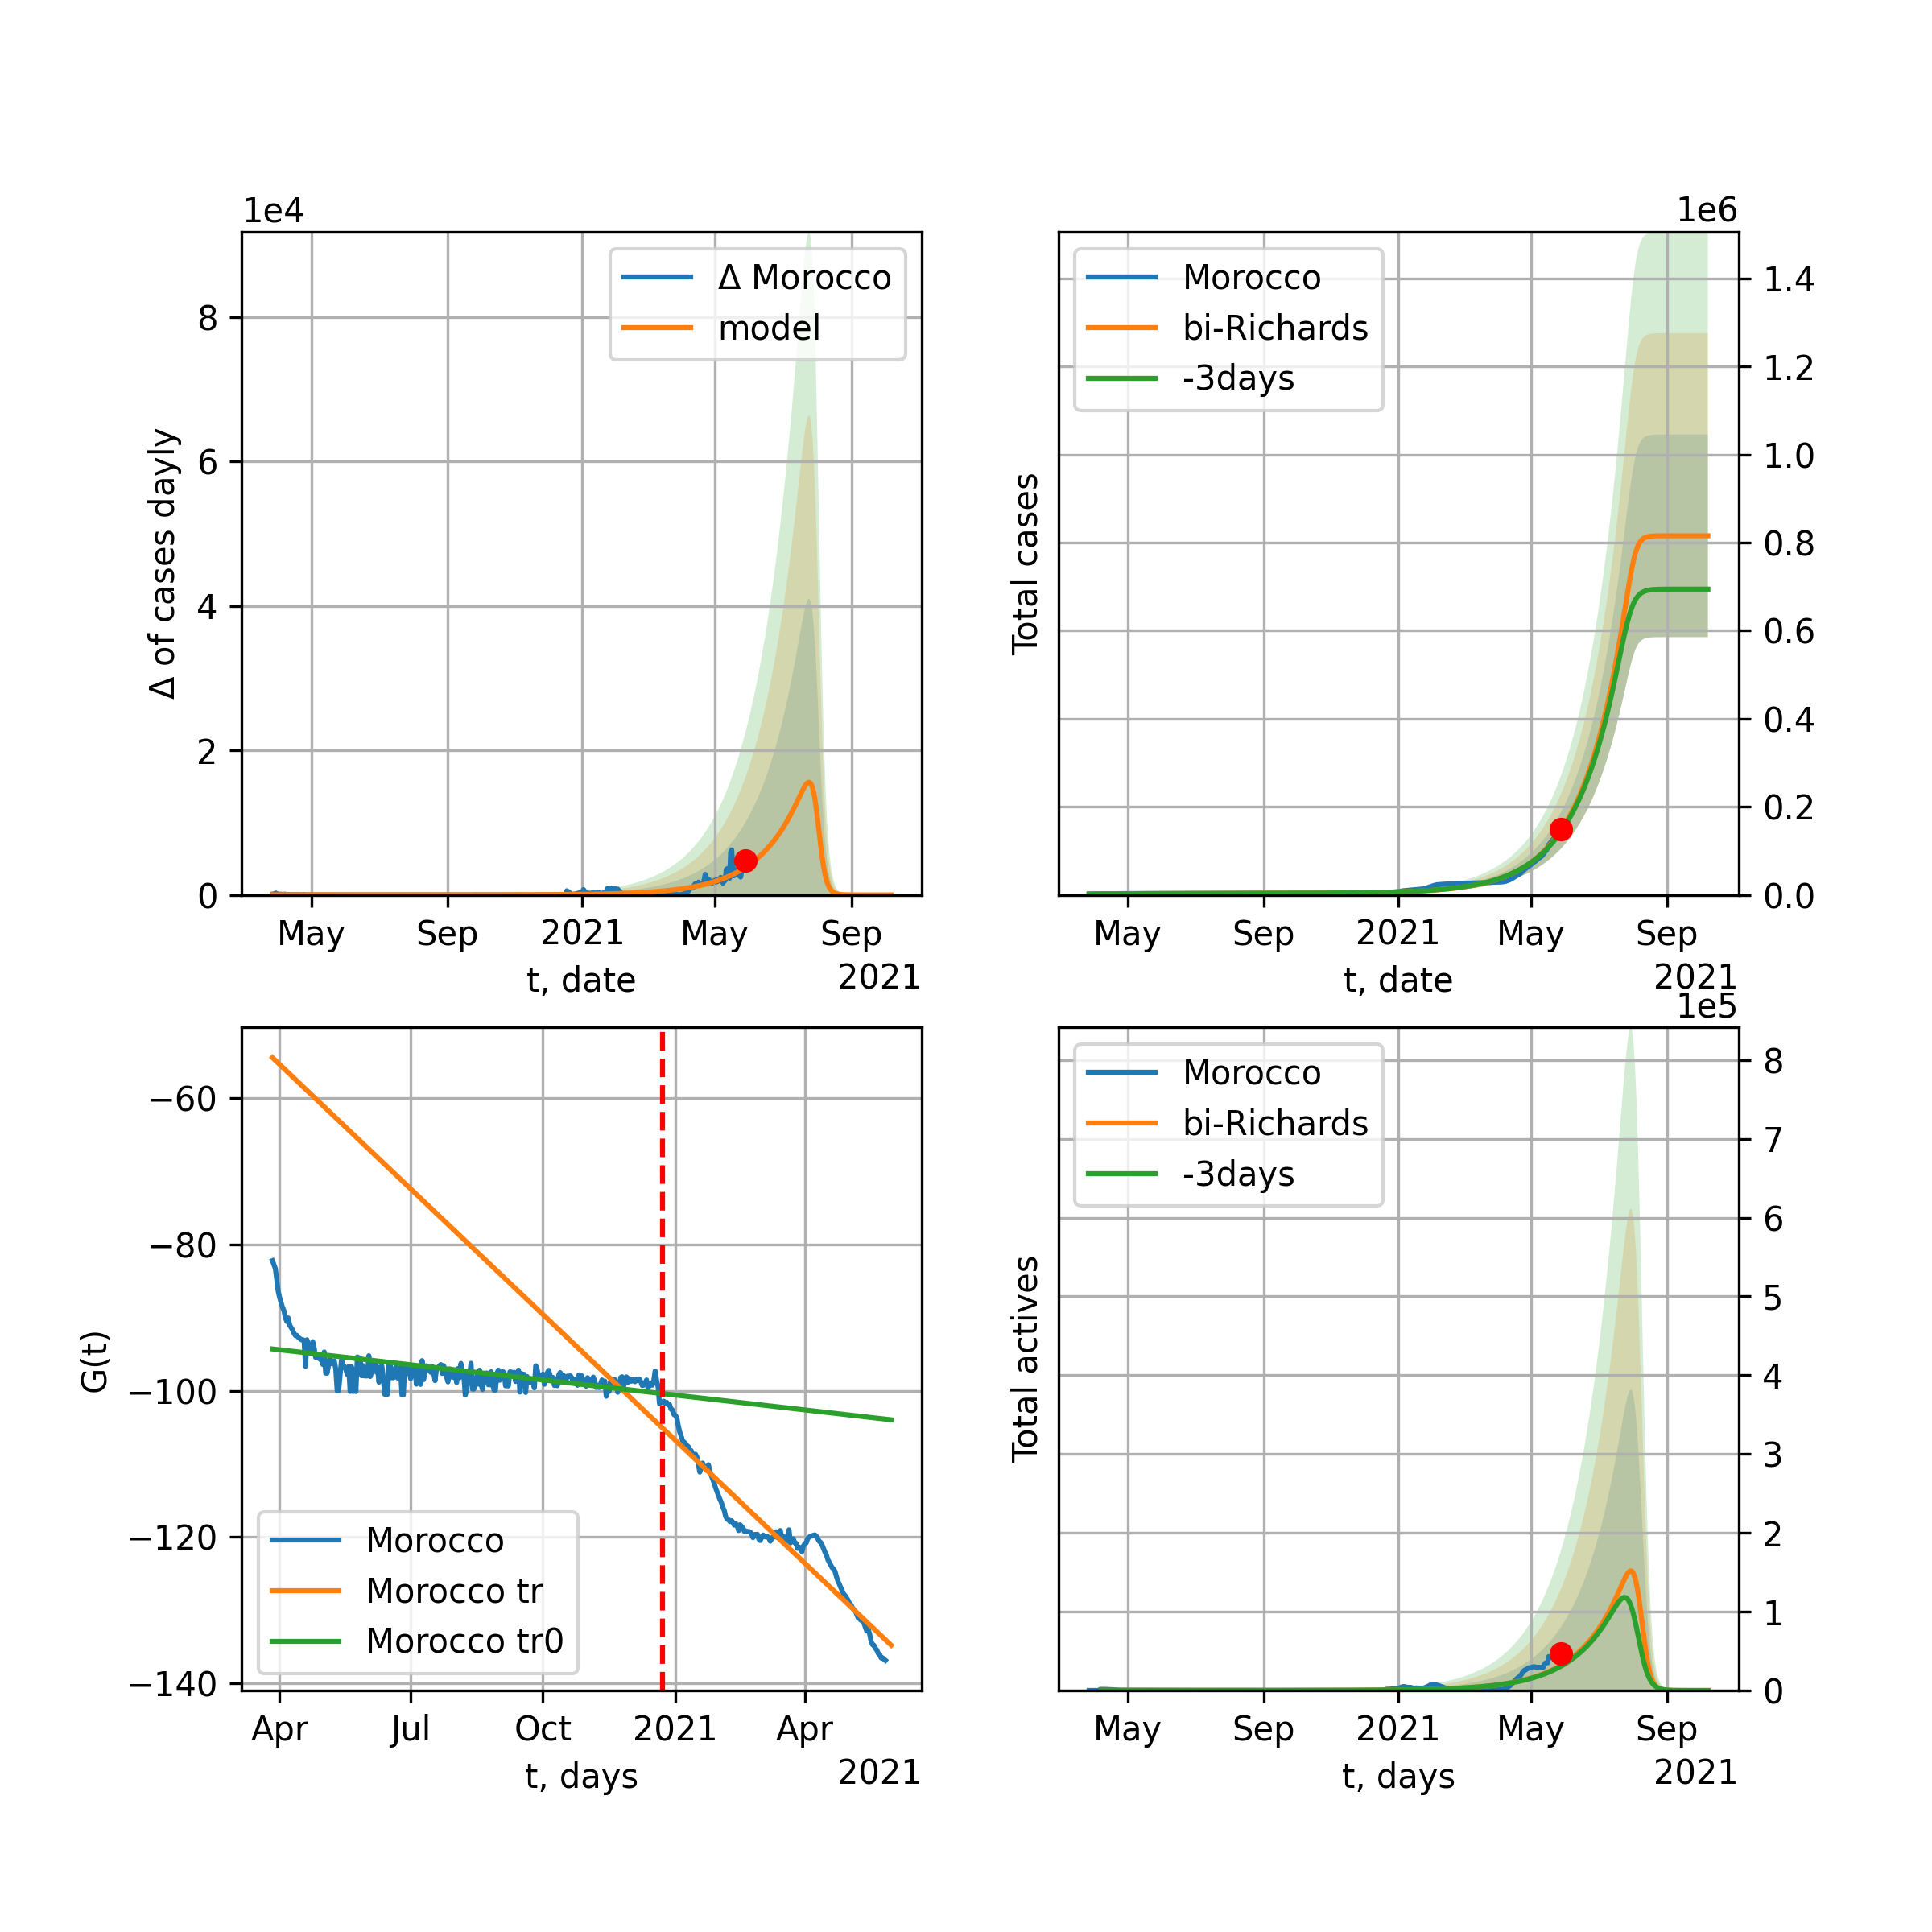 1e4
Δ Morocco
model
8
6
4
2
0
Δ of cases dayly
May Sep 2021 May Sep
t, date
2021
1e6
Morocco
bi-Richards
-3days
1.4
1.2
1.0
0.8
0.6
0.4
0.2
0.0
Total cases
May Sep 2021 May Sep
t, date
2021
−60
−80
−100
−120
−140
G(t)
Morocco
Morocco tr
Morocco tr0
Apr Jul Oct 2021 Apr
t, days
2021
1e5
Morocco
bi-Richards
-3days
8
7
6
5
4
3
2
1
0
Total actives
May Sep 2021 May Sep
t, days
2021